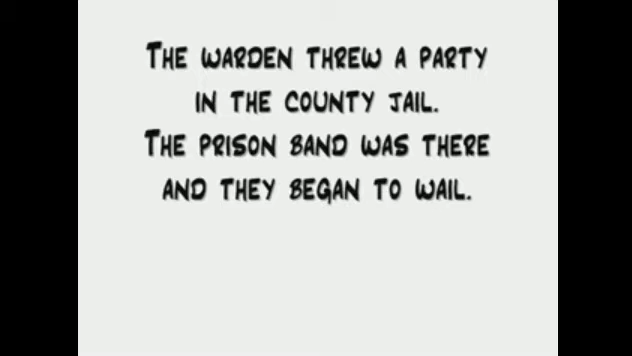 The warden threw a party
in the county jail.
The prison band was there
and they began to wail.